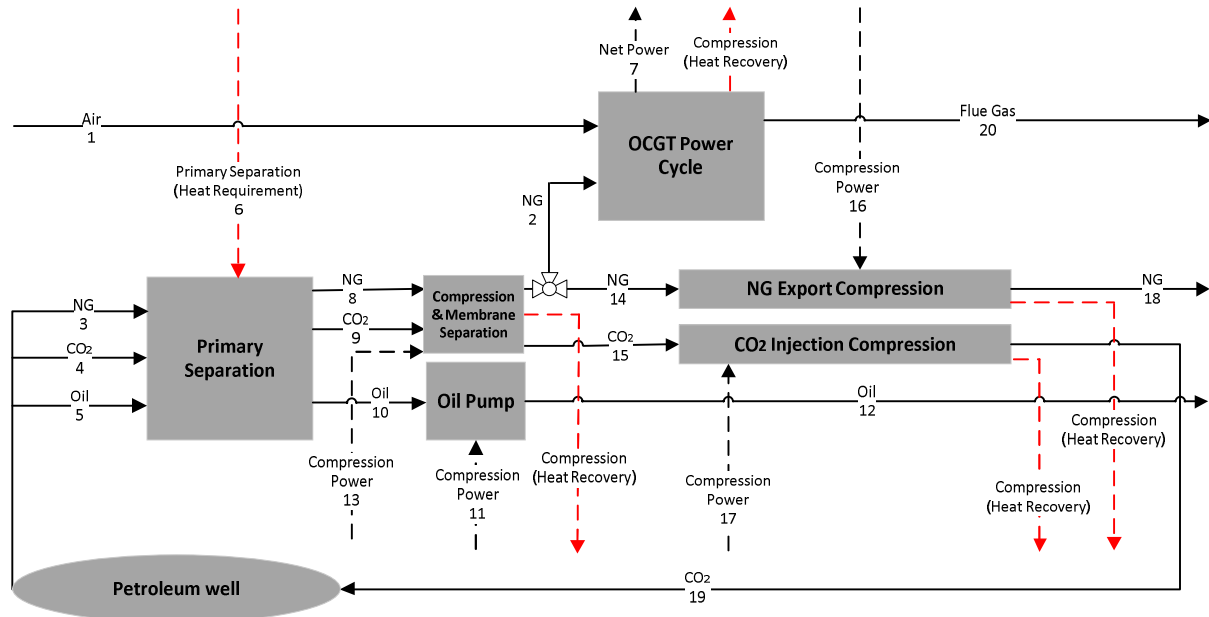 Net Power
7
Compression
(Heat Recovery)
Air
1
Flue Gas
20
OCGT Power
Cycle
Primary Separation
(Heat Requirement)
6
Compression
Power
16
NG
2
NG
3
CO₂
4
Oil
5
Primary
Separation
NG
8
CO₂
9
Oil
10
Compression
& Membrane
Separation
Oil Pump
NG
14
CO₂
15
NG Export Compression
CO₂ Injection Compression
NG
18
Oil
12
Compression
Power
13
Compression
Power
11
Compression
(Heat Recovery)
Compression
Power
17
Compression
(Heat Recovery)
Compression
(Heat Recovery)
Petroleum well
CO₂
19